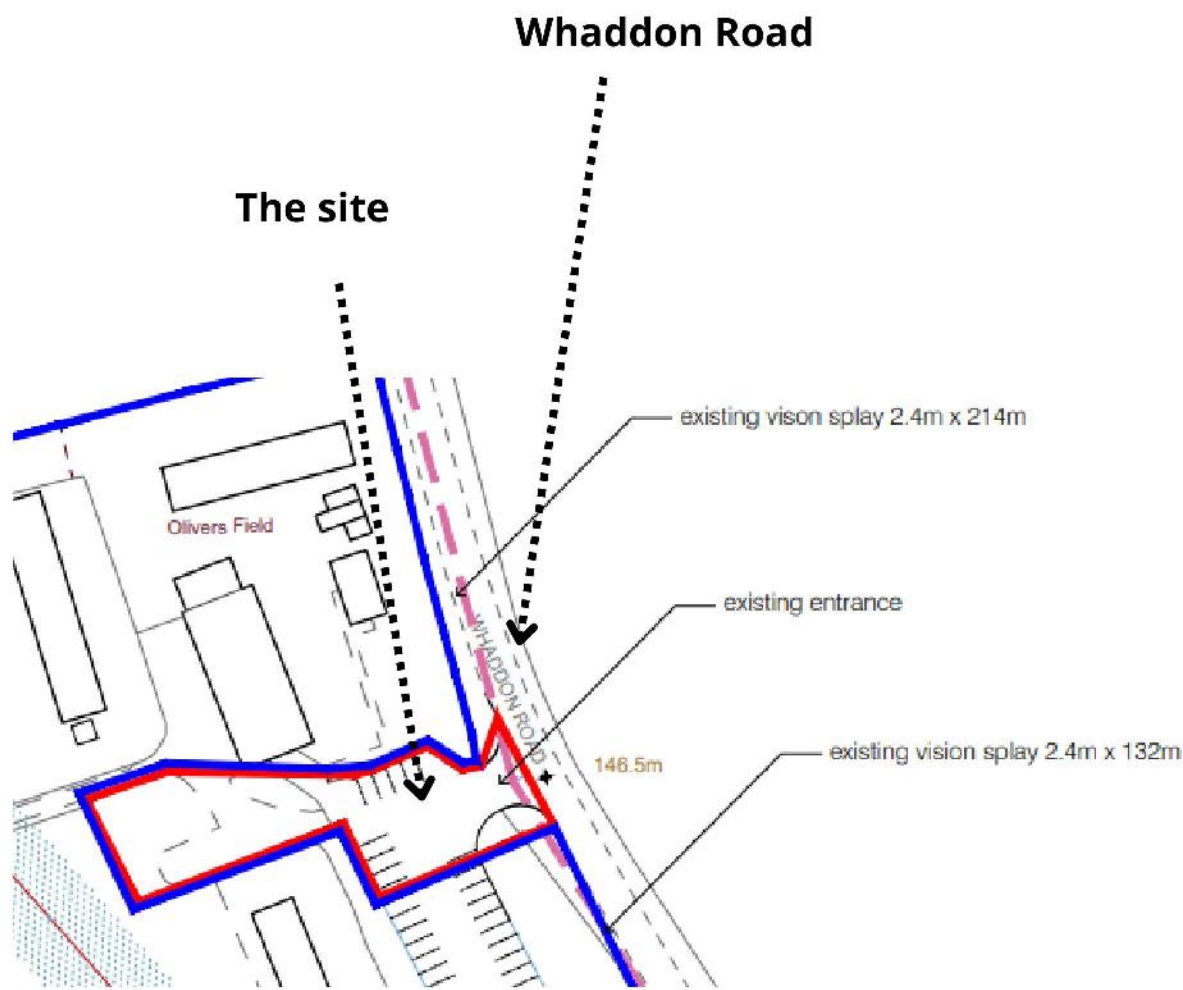 Whaddon Road
The site
existing vison splay 2.4m x 214m
Olivers Field
existing entrance
WHADDON ROAD
146.5m
existing vision splay 2.4m x 132m